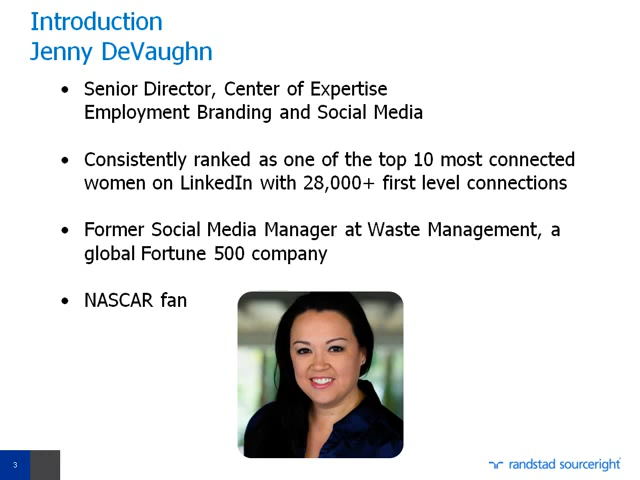 Introduction
Jenny DeVaughn
• Senior Director, Center of Expertise
Employment Branding and Social Media
• Consistently ranked as one of the top 10 most connected
women on LinkedIn with 28,000+ first level connections
• Former Social Media Manager at Waste Management, a
global Fortune 500 company
• NASCAR fan
3
randstad sourceright